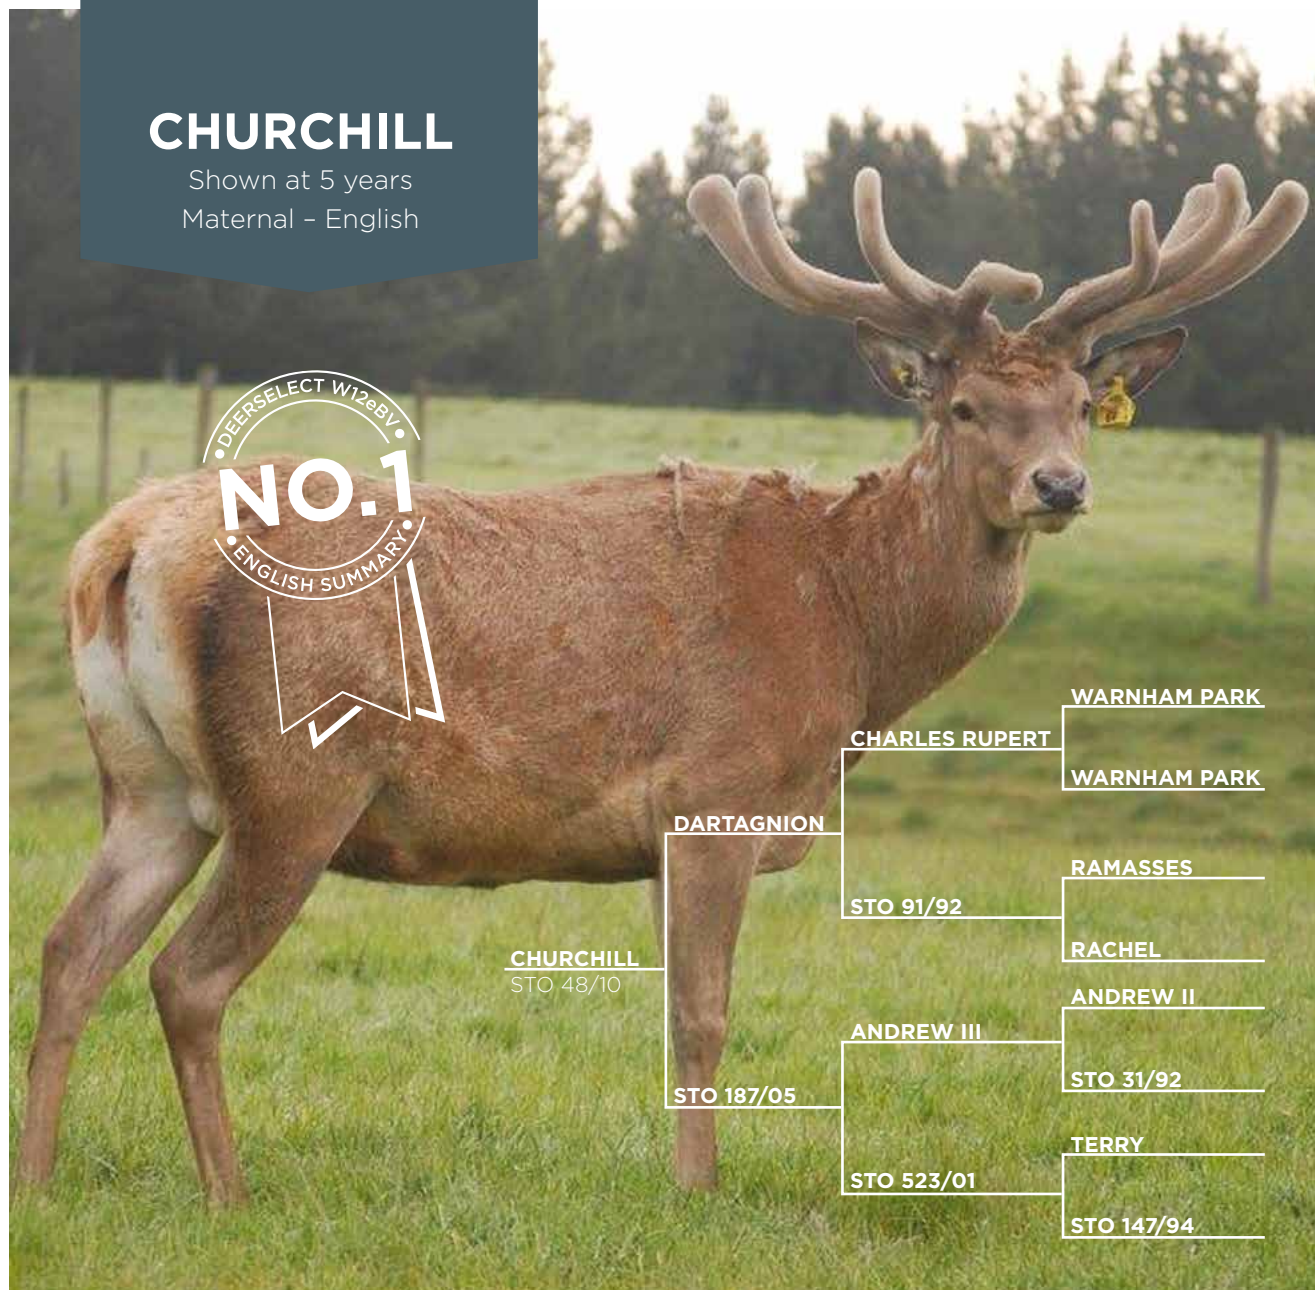 CHURCHILL
Shown at 5 years
Maternal – English
DEERSELECT W12eBV
NO.1
ENGLISH SUMMARY
WARNHAM PARK
CHARLES RUPERT
WARNHAM PARK
DARTAGNION
RAMASSES
STO 91/92
RACHEL
CHURCHILL
STO 48/10
ANDREW II
ANDREW III
STO 31/92
STO 187/05
TERRY
STO 523/01
STO 147/94